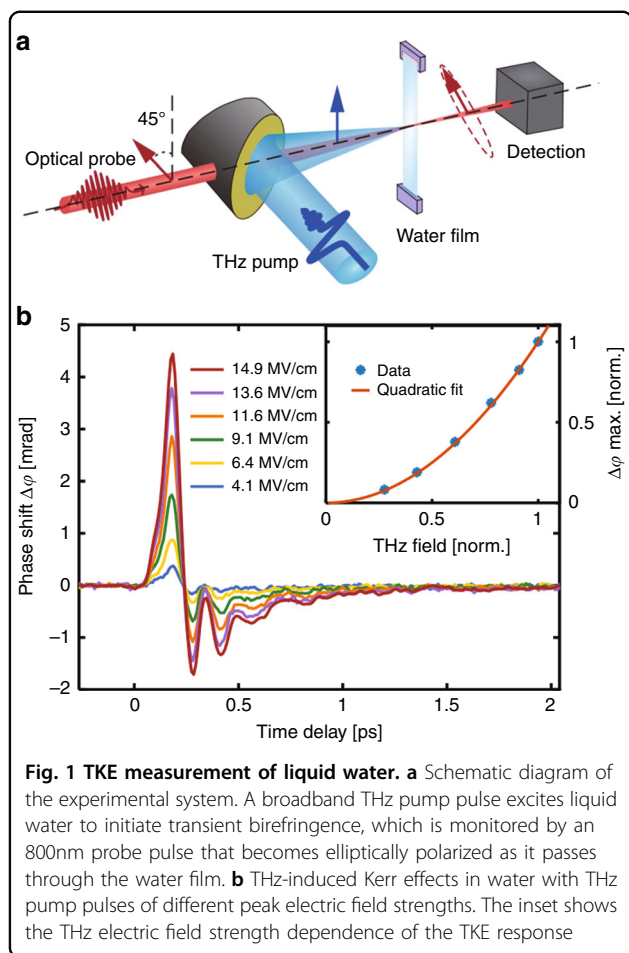 a
45°
Optical probe
THz pump
Water film
Detection
b
5
4
3
2
1
0
−1
−2
Phase shift Δφ [mrad]
14.9 MV/cm
13.6 MV/cm
11.6 MV/cm
9.1 MV/cm
6.4 MV/cm
4.1 MV/cm
Data
Quadratic fit
1
0.5
0
Δφ max. [norm.]
0 0.5 1
THz field [norm.]
0 0.5 1 1.5 2
Time delay [ps]
Fig. 1 TKE measurement of liquid water. a Schematic diagram of
the experimental system. A broadband THz pump pulse excites liquid
water to initiate transient birefringence, which is monitored by an
800nm probe pulse that becomes elliptically polarized as it passes
through the water film. b THz-induced Kerr effects in water with THz
pump pulses of different peak electric field strengths. The inset shows
the THz electric field strength dependence of the TKE response